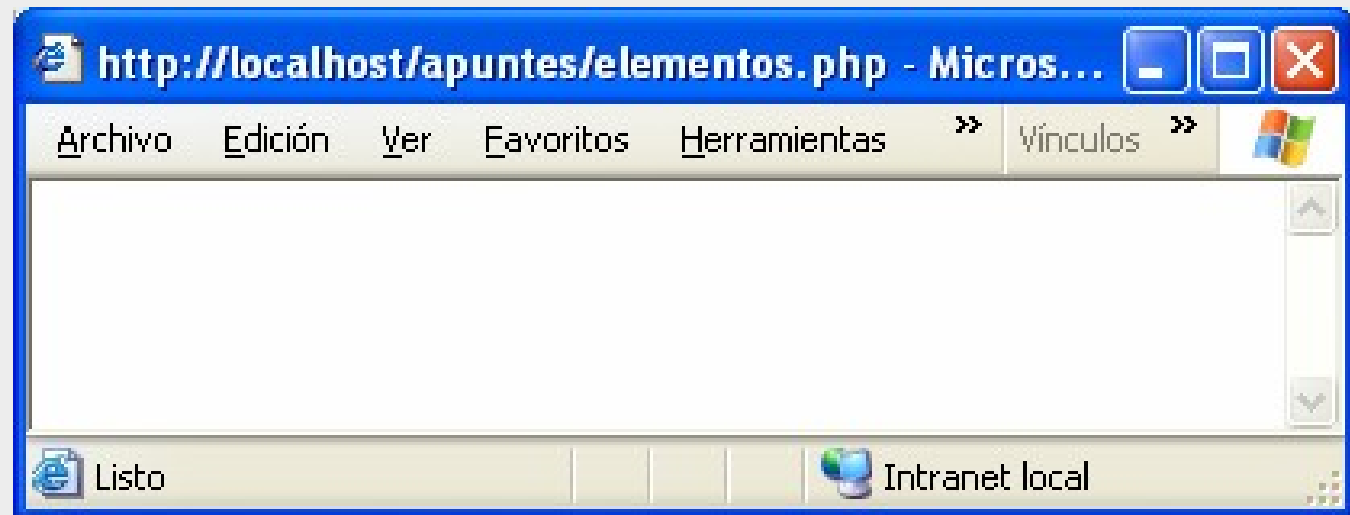 http://localhost/apuntes/elementos.php - Micros...
Archivo Edición Ver Favoritos Herramientas » Vínculos »
Listo Intranet local